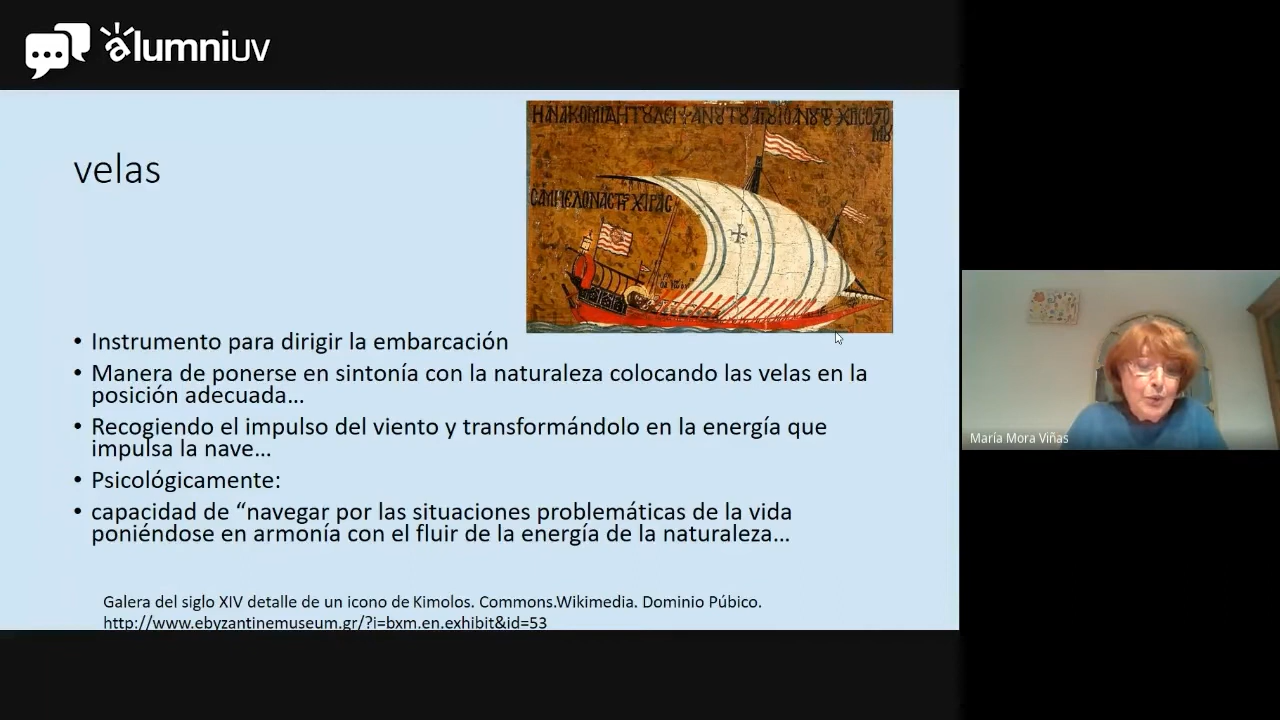 alumniuv
velas
• Instrumento para dirigir la embarcación
• Manera de ponerse en sintonía con la naturaleza colocando las velas en la
posición adecuada...
• Recogiendo el impulso del viento y transformándolo en la energía que
impulsa la nave...
• Psicológicamente:
• capacidad de “navegar por las situaciones problemáticas de la vida
poniéndose en armonía con el fluir de la energía de la naturaleza...
Galera del siglo XIV detalle de un icono de Kimolos. Commons.Wikimedia. Dominio Púbico.
http://www.ebyzantinemuseum.gr/?i=bxm.en.exhibit&id=53
María Mora Viñas